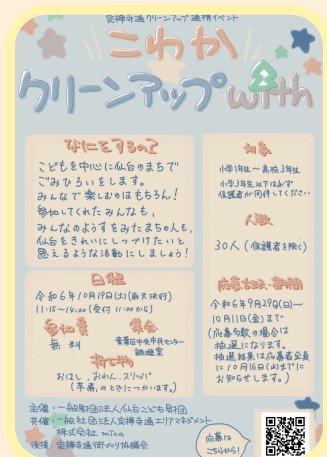 定禅寺通クリーンアップ連携イベント
こわか
クリーンアップwith
なにをするの?
こどもを中心に仙台のまちで
ごみひろいをします。
みんなで楽しむのはもちろん!
参加してくれたみんなも、
みんなのようすをみたまちの人も、
仙台をきれいにしつづけたいと
思えるような活動にしましょう!
対象
小学1年生〜高校3年生
小学3年生以下は必ず
保護者が同伴してください
人数
30人(保護者を除く)
日程
令和6年10月19日(土)(雨天決行)
11:15〜14:00(受付 11:00から)
参加費
無料
集合
青葉区中央市民センター
調理室
持ち物
おはし、おわん、スリッパ
(芋煮のときにつかいます。)
応募方法・期間
令和6年9月29日(日)〜
10月11日(金)まで
(応募多数の場合は
抽選になります。
抽選結果は応募者全員
に10月16日(水)までに
お知らせします。)
主催・一般財団法人仙台こども財団
共催・一般社団法人定禅寺通エリアマネジメント
株式会社 mTea
後援・定禅寺通街づくり協議会
応募は
こちらから!